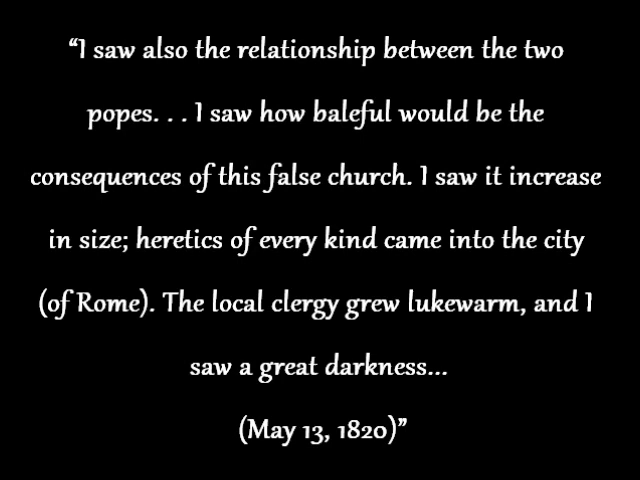 “I saw also the relationship between the two
popes. . . I saw how baleful would be the
consequences of this false church. I saw it increase
in size; heretics of every kind came into the city
(of Rome). The local clergy grew lukewarm, and I
saw a great darkness...
(May 13, 1820)”